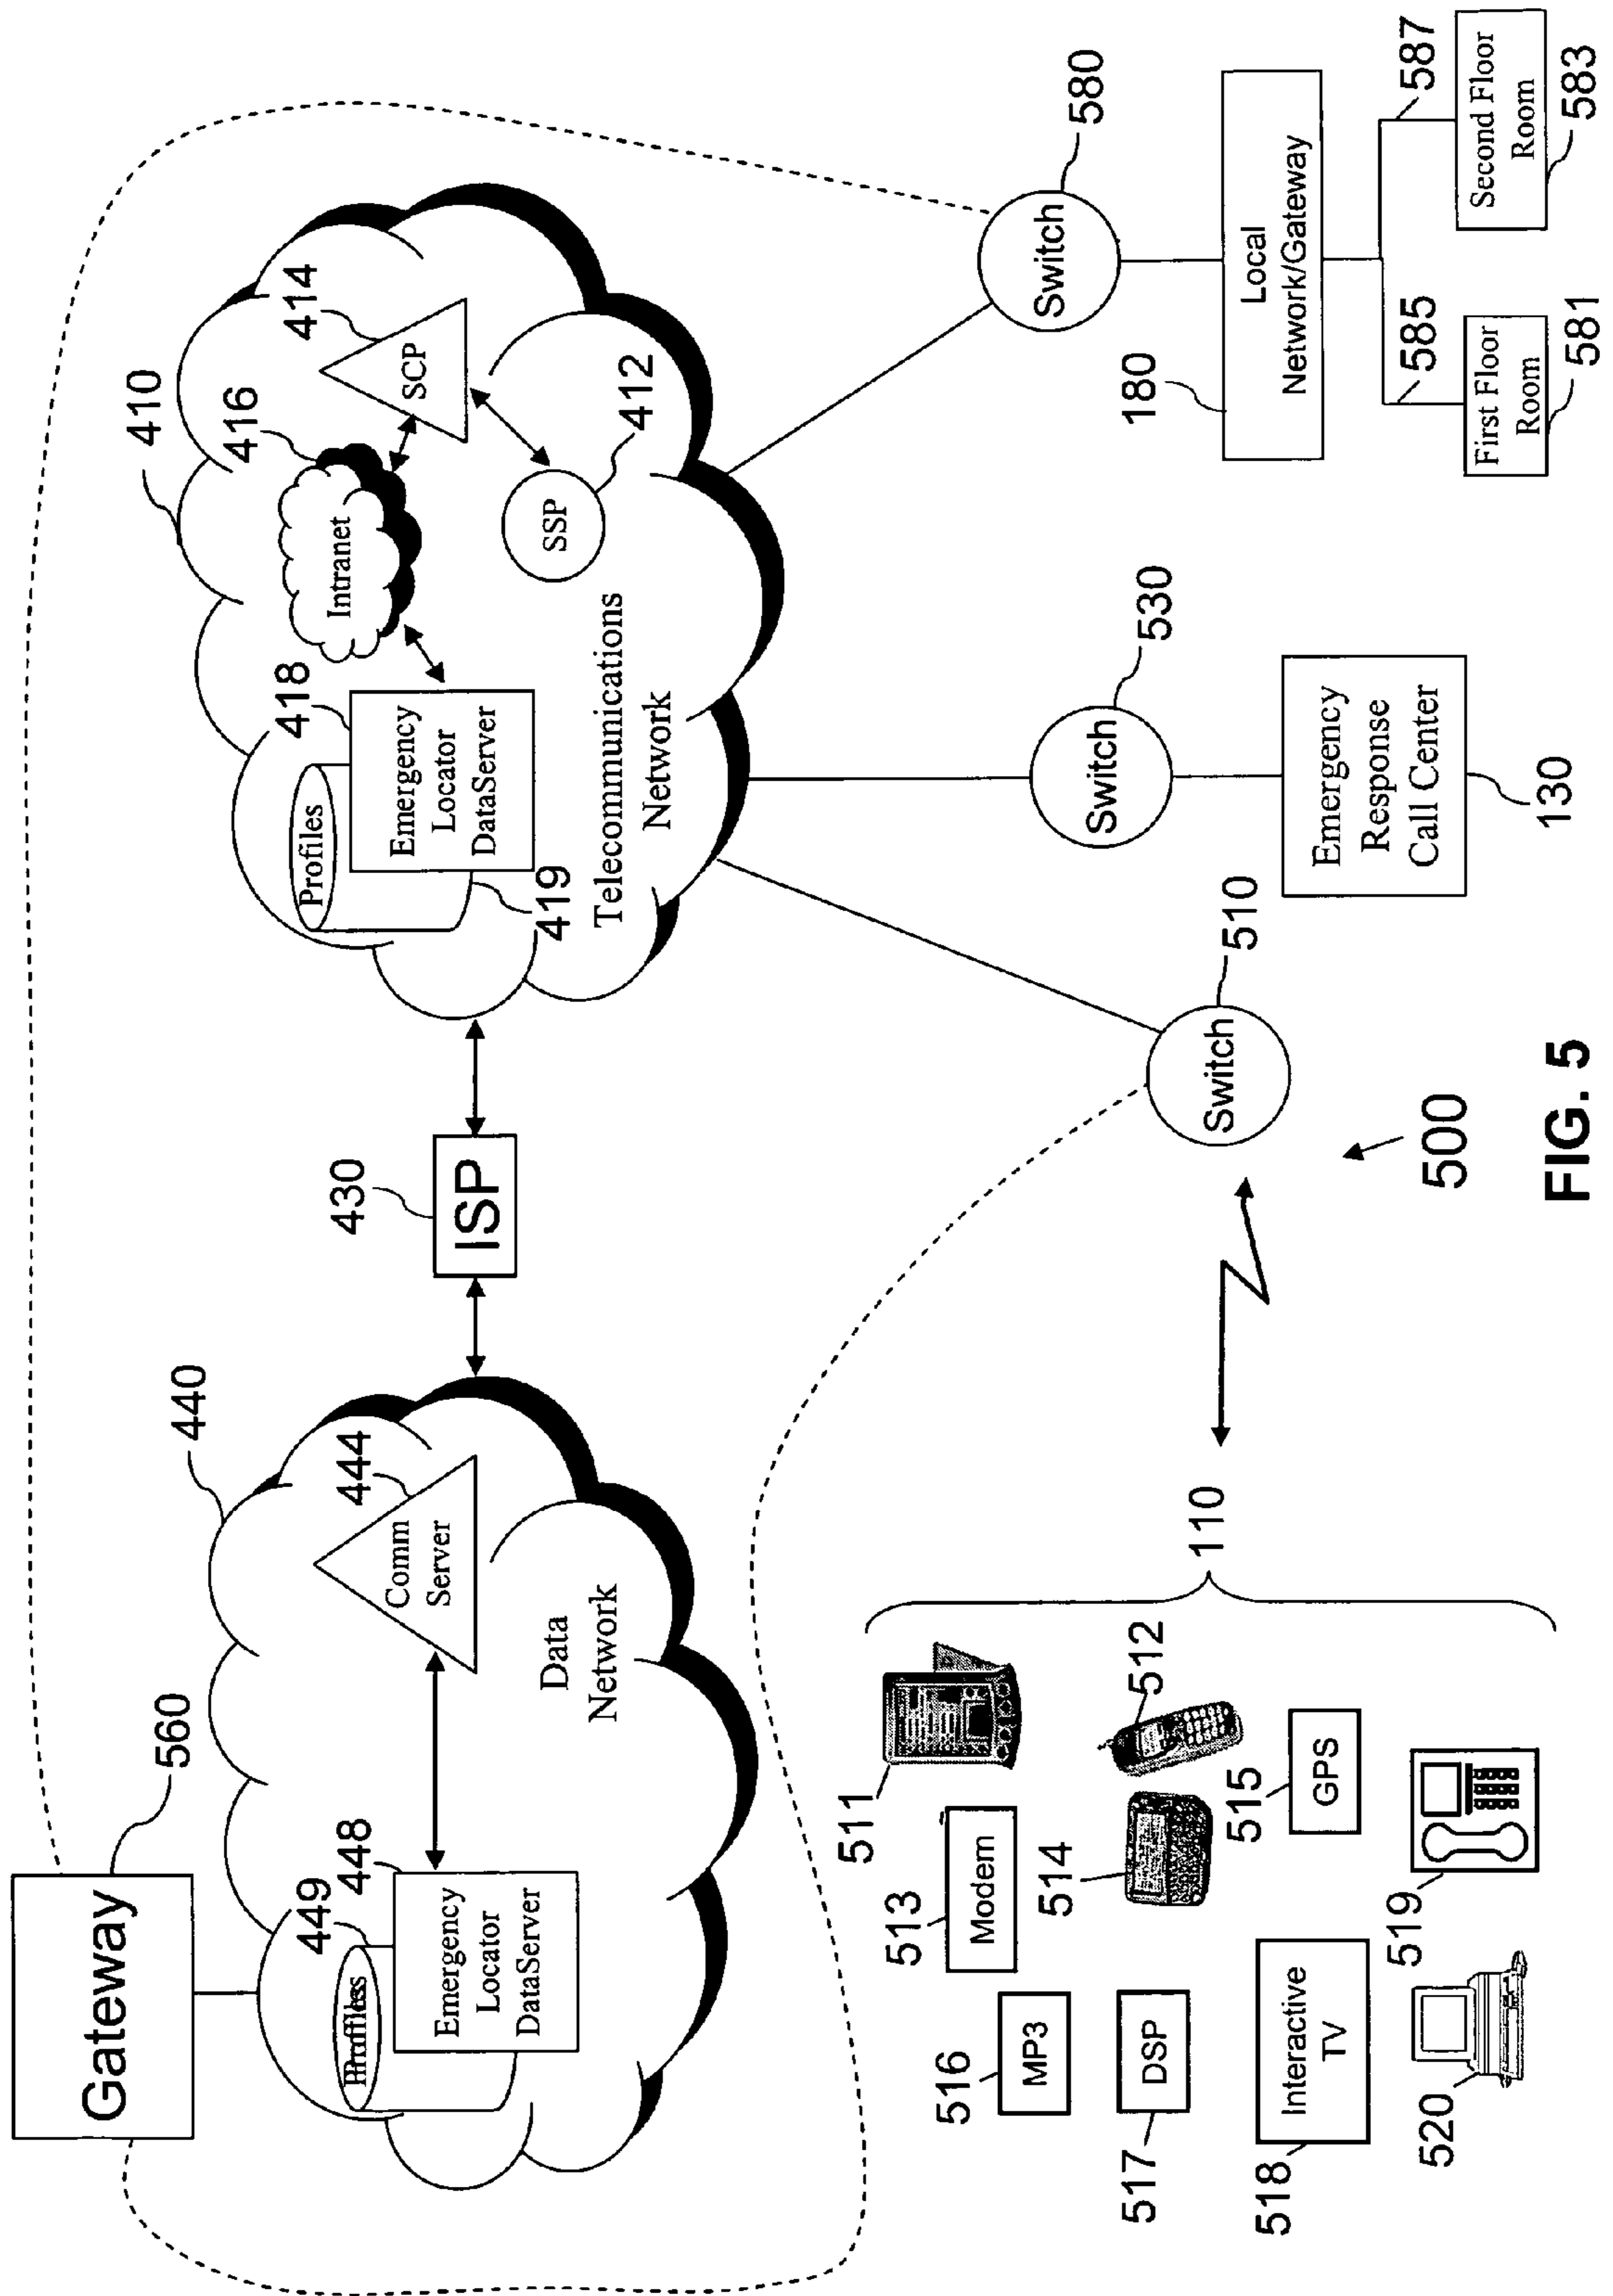 Gateway
560
440
449
448
Profiles
Emergency
Locator
DataServer
444
Comm
Server
Data
Network
430
ISP
410
418
416
414
Profiles
Emergency
Locator
DataServer
419
Intranet
SCP
SSP
412
Telecommunications
Network
511
512
513
Modem
514
515
GPS
516
MP3
517
DSP
518
Interactive
TV
519
520
110
Switch
510
Switch
530
Emergency
Response
Call Center
130
Switch
580
180
Local
Network/Gateway
585
587
First Floor
Room
581
Second Floor
Room
583
500
FIG. 5